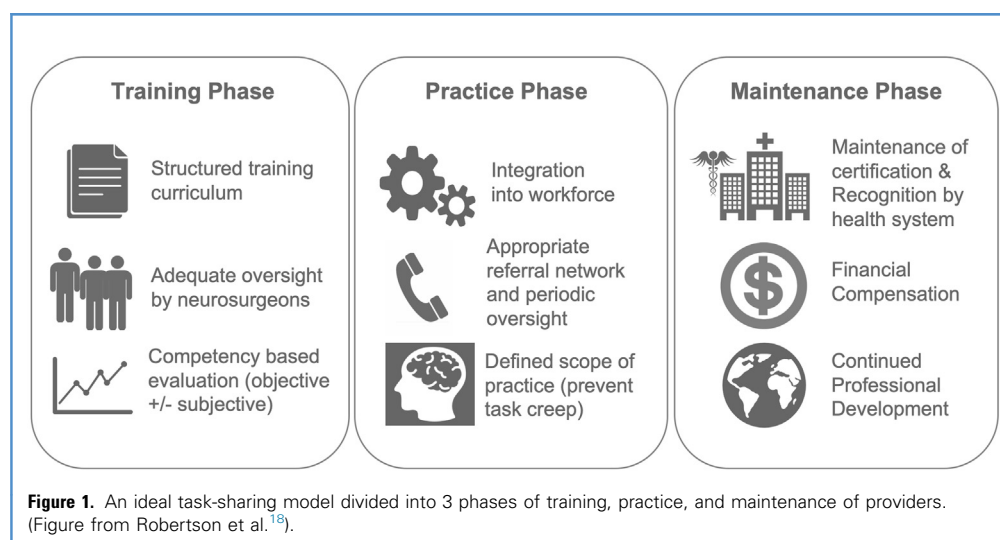 Training Phase
Structured training
curriculum
Adequate oversight
by neurosurgeons
Competency based
evaluation (objective
+/- subjective)
Practice Phase
Integration
into workforce
Appropriate
referral network
and periodic
oversight
Defined scope of
practice (prevent
task creep)
Maintenance Phase
Maintenance of
certification &
Recognition by
health system
$
Financial
Compensation
Continued
Professional
Development
Figure 1. An ideal task-sharing model divided into 3 phases of training, practice, and maintenance of providers.
(Figure from Robertson et al.18).